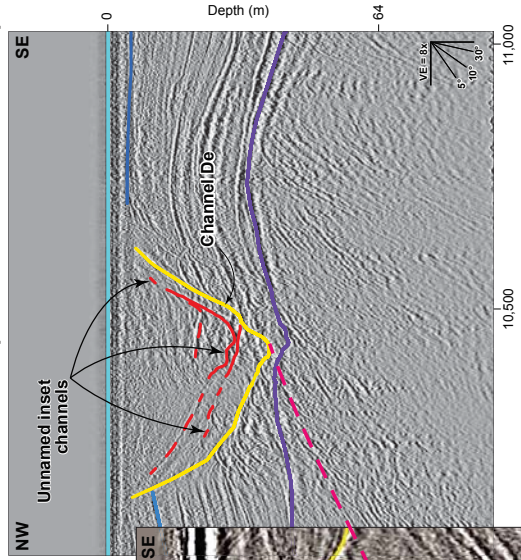 Depth (m)
0
64
NW
SE
Unnamed inset
channels
Channel De
VE = 8x
5°
10°
30°
10,500
11,000
SE